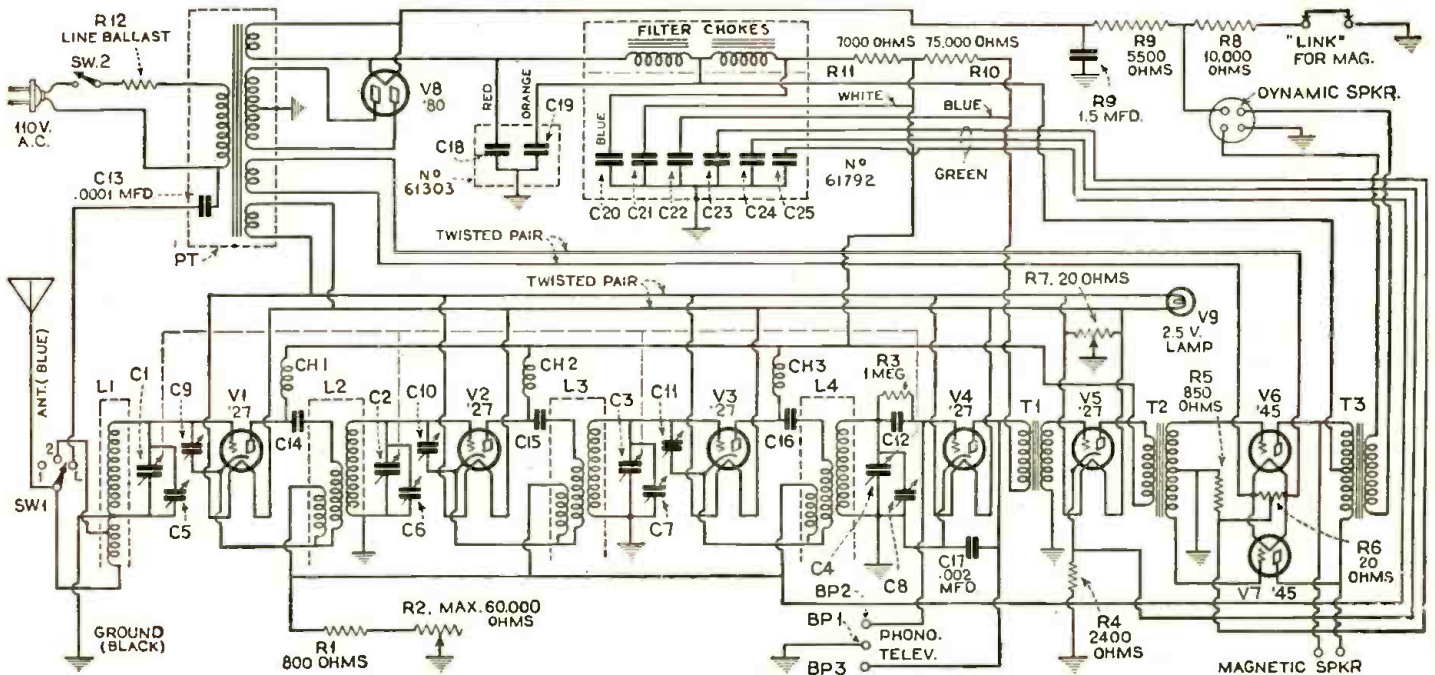 R12
LINE BALLAST
SW.2
110V.
A.C.
C13
.0001 MFD
PT
V8
'80
FILTER CHOKES
RED
ORANGE
C18
C19
Nº
61303
BLUE
C20
C21
C22
C23
C24
C25
7000 OHMS
75,000 OHMS
R11
R10
WHITE
BLUE
Nº
61792
GREEN
R9
5500
OHMS
R8
10,000
OHMS
"LINK"
FOR MAG.
R9
1.5 MFD.
DYNAMIC SPKR.
TWISTED PAIR
TWISTED PAIR
R7, 20 OHMS
V9
2.5 V.
LAMP
ANT. (BLUE)
L1
C1
C9
V1
'27
CH1
L2
C2
C10
V2
'27
CH2
L3
C3
C11
V3
'27
CH3
L4
R3
1 MEG
V4
'27
T1
V5
'27
T2
R5
850
OHMS
V6
'45
T3
C14
C15
C16
C12
1
2
SW1
C5
C6
C7
C4
C8
C17
.002
MFD
V7 '45
R6
20
OHMS
GROUND
(BLACK)
R1
800 OHMS
R2, MAX. 60,000
OHMS
BP2
BP1
BP3
PHONO.
TELEV.
R4
2400
OHMS
MAGNETIC SPKR